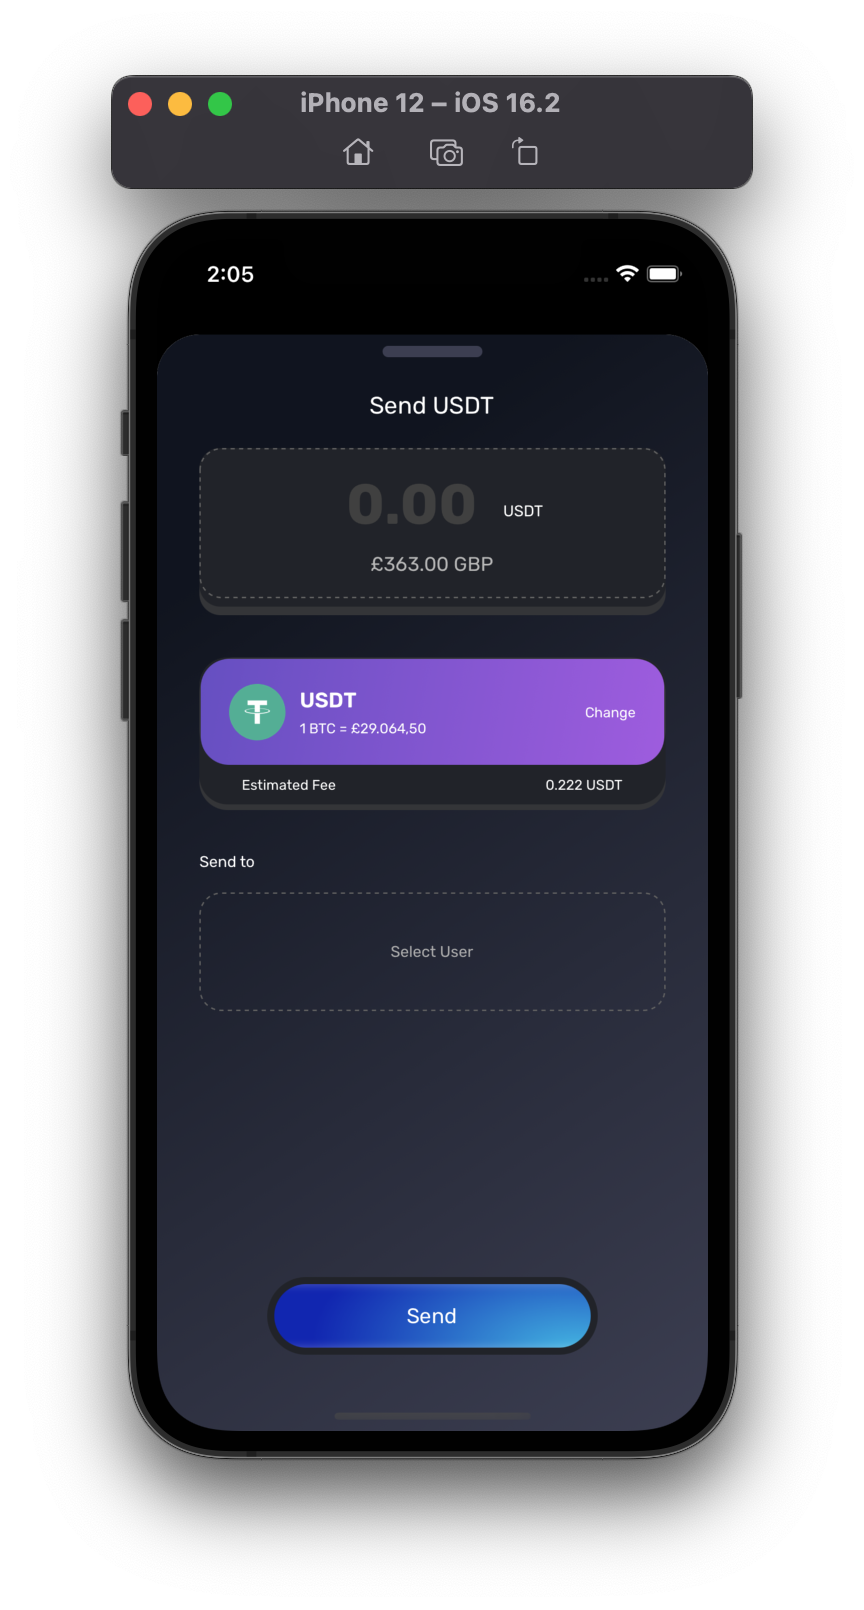 iPhone 12 – iOS 16.2
2:05
Send USDT
0.00 USDT
£363.00 GBP
USDT
1 BTC = £29.064,50
Change
Estimated Fee 0.222 USDT
Send to
Select User
Send